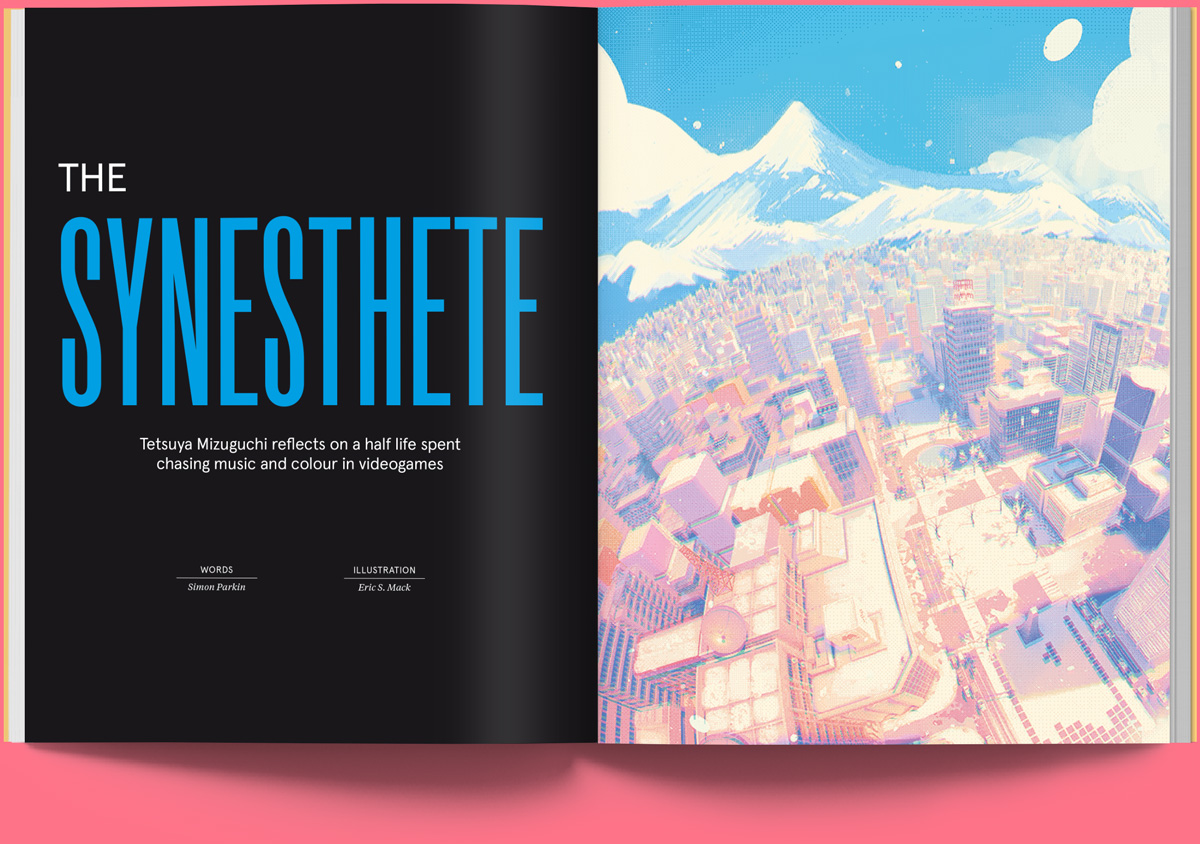 THE
SYNESTHETE
Tetsuya Mizuguchi reflects on a half life spent
chasing music and colour in videogames
WORDS
Simon Parkin
ILLUSTRATION
Eric S. Mack